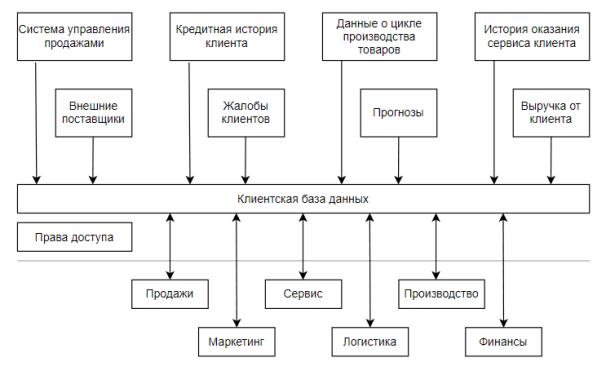 Система управления
продажами
Кредитная история
клиента
Данные о цикле
производства
товаров
История оказания
сервиса клиента
Внешние
поставщики
Жалобы
клиентов
Прогнозы
Выручка от
клиента
Клиентская база данных
Права доступа
Продажи
Сервис
Производство
Маркетинг
Логистика
Финансы